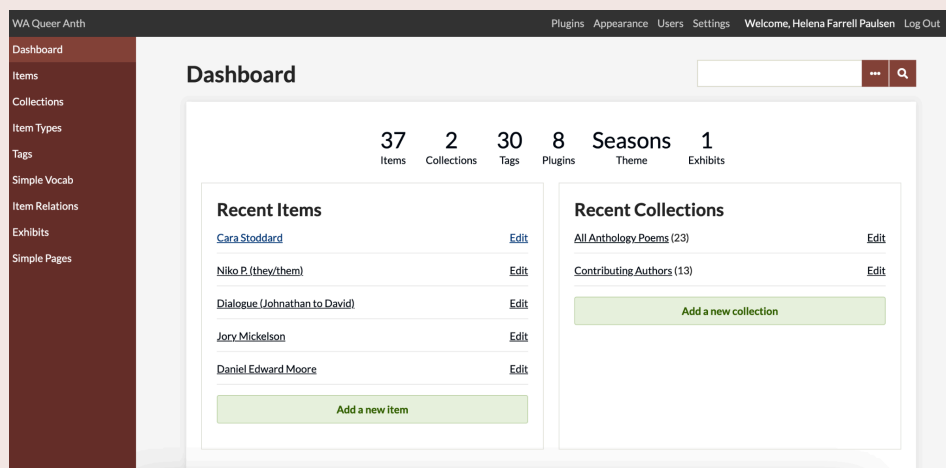 WA Queer Anth
Plugins Appearance Users Settings Welcome, Helena Farrell Paulsen Log Out
Dashboard
Items
Collections
Item Types
Tags
Simple Vocab
Item Relations
Exhibits
Simple Pages
Dashboard
37 2 30 8 Seasons 1
Items Collections Tags Plugins Theme Exhibits
Recent Items
Cara Stoddard Edit
Niko P. (they/them) Edit
Dialogue (Johnathan to David) Edit
Jory Mickelson Edit
Daniel Edward Moore Edit
Add a new item
Recent Collections
All Anthology Poems (23) Edit
Contributing Authors (13) Edit
Add a new collection